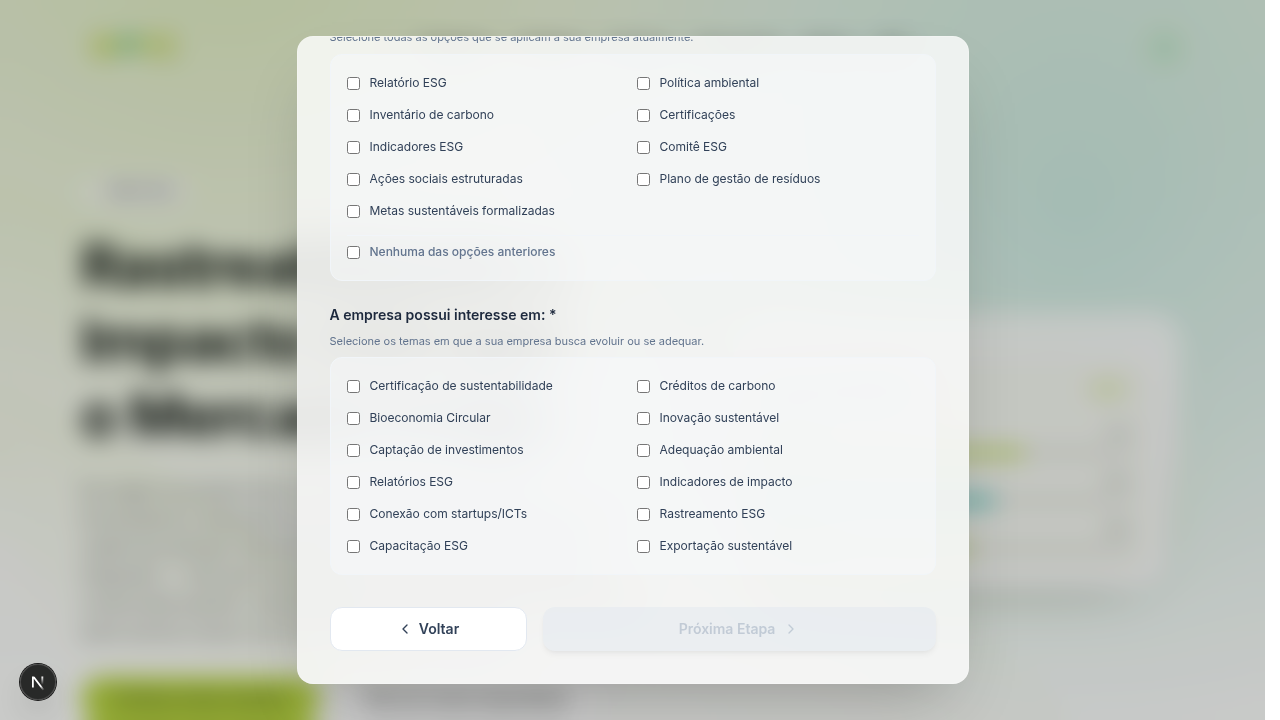 Selecione todas as opções que se aplicam à sua empresa atualmente.
Relatório ESG
Política ambiental
Inventário de carbono
Certificações
Indicadores ESG
Comitê ESG
Ações sociais estruturadas
Plano de gestão de resíduos
Metas sustentáveis formalizadas
Nenhuma das opções anteriores
A empresa possui interesse em: *
Selecione os temas em que a sua empresa busca evoluir ou se adequar.
Certificação de sustentabilidade
Créditos de carbono
Bioeconomia Circular
Inovação sustentável
Captação de investimentos
Adequação ambiental
Relatórios ESG
Indicadores de impacto
Conexão com startups/ICTs
Rastreamento ESG
Capacitação ESG
Exportação sustentável
Voltar
Próxima Etapa
N